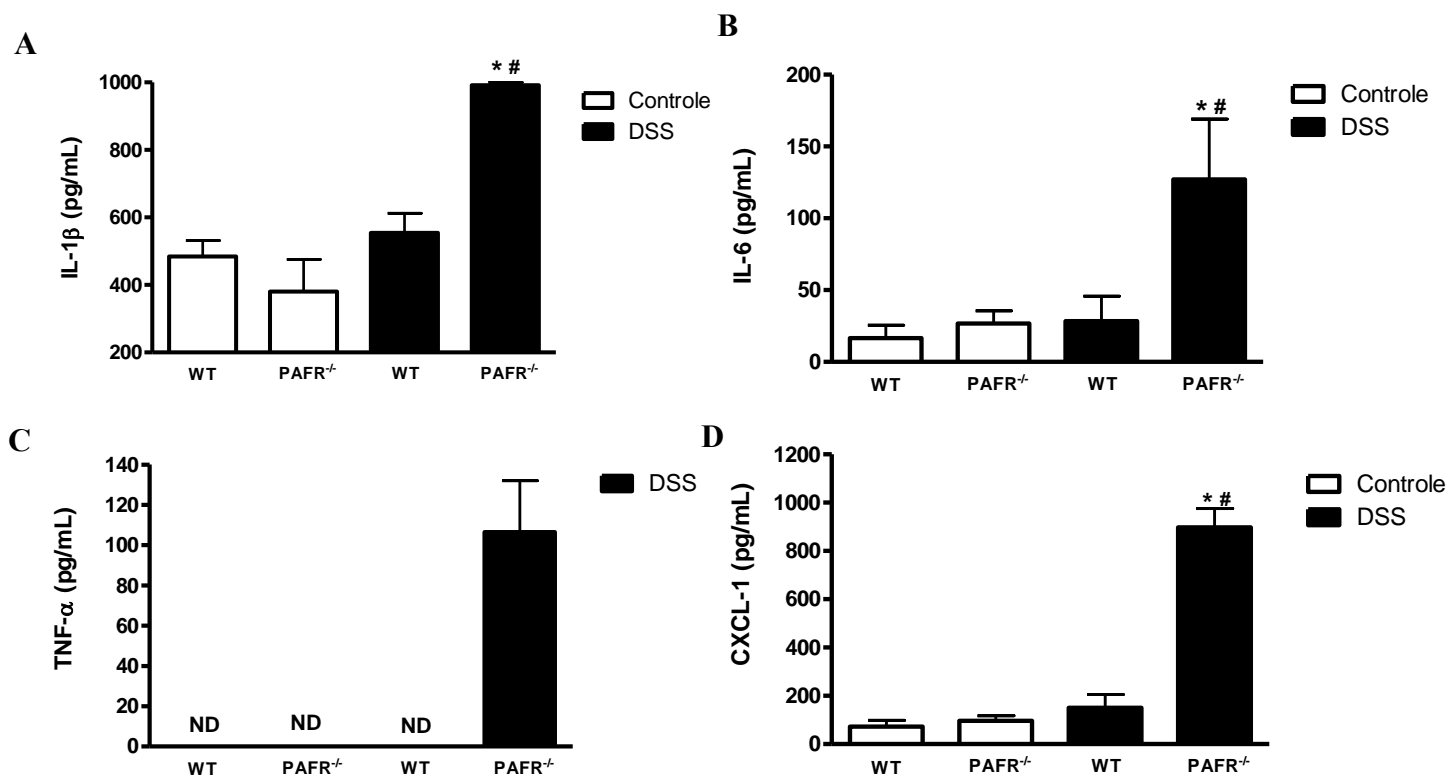 A
IL-1β (pg/mL)
1000
800
600
400
200
* #
WT PAFR-/- WT PAFR-/-
Controle
DSS
B
IL-6 (pg/mL)
200
150
100
50
0
* #
WT PAFR-/- WT PAFR-/-
Controle
DSS
C
TNF-α (pg/mL)
140
120
100
80
60
40
20
0
ND ND ND
WT PAFR-/- WT PAFR-/-
DSS
D
CXCL-1 (pg/mL)
1200
1000
800
600
400
200
0
* #
WT PAFR-/- WT PAFR-/-
Controle
DSS